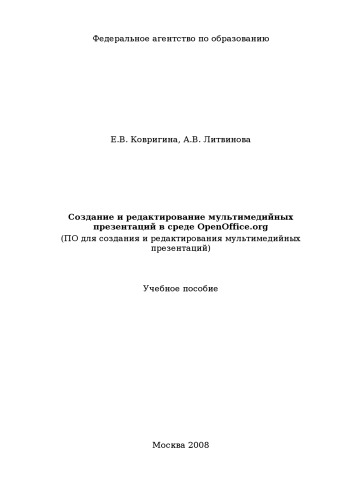 Федеральное агентство по образованию
Е.В. Ковригина, А.В. Литвинова
Создание и редактирование мультимедийных
презентаций в среде OpenOffice.org
(ПО для создания и редактирования мультимедийных
презентаций)
Учебное пособие
Москва 2008